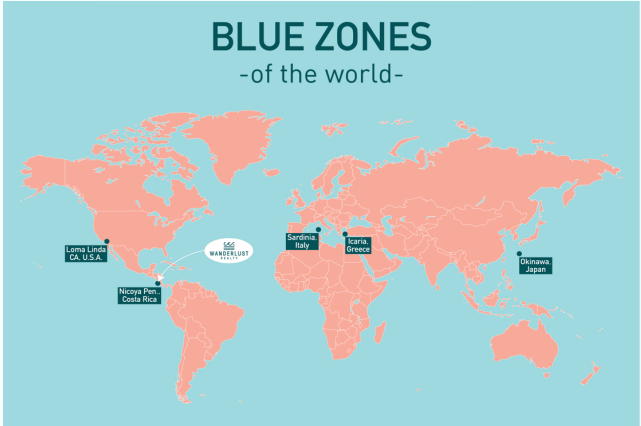 BLUE ZONES
-of the world-
Loma Linda
CA. U.S.A.
WANDERLUST
REALTY
Sardinia,
Italy
Icaria,
Greece
Okinawa,
Japan
Nicoya Pen.,
Costa Rica